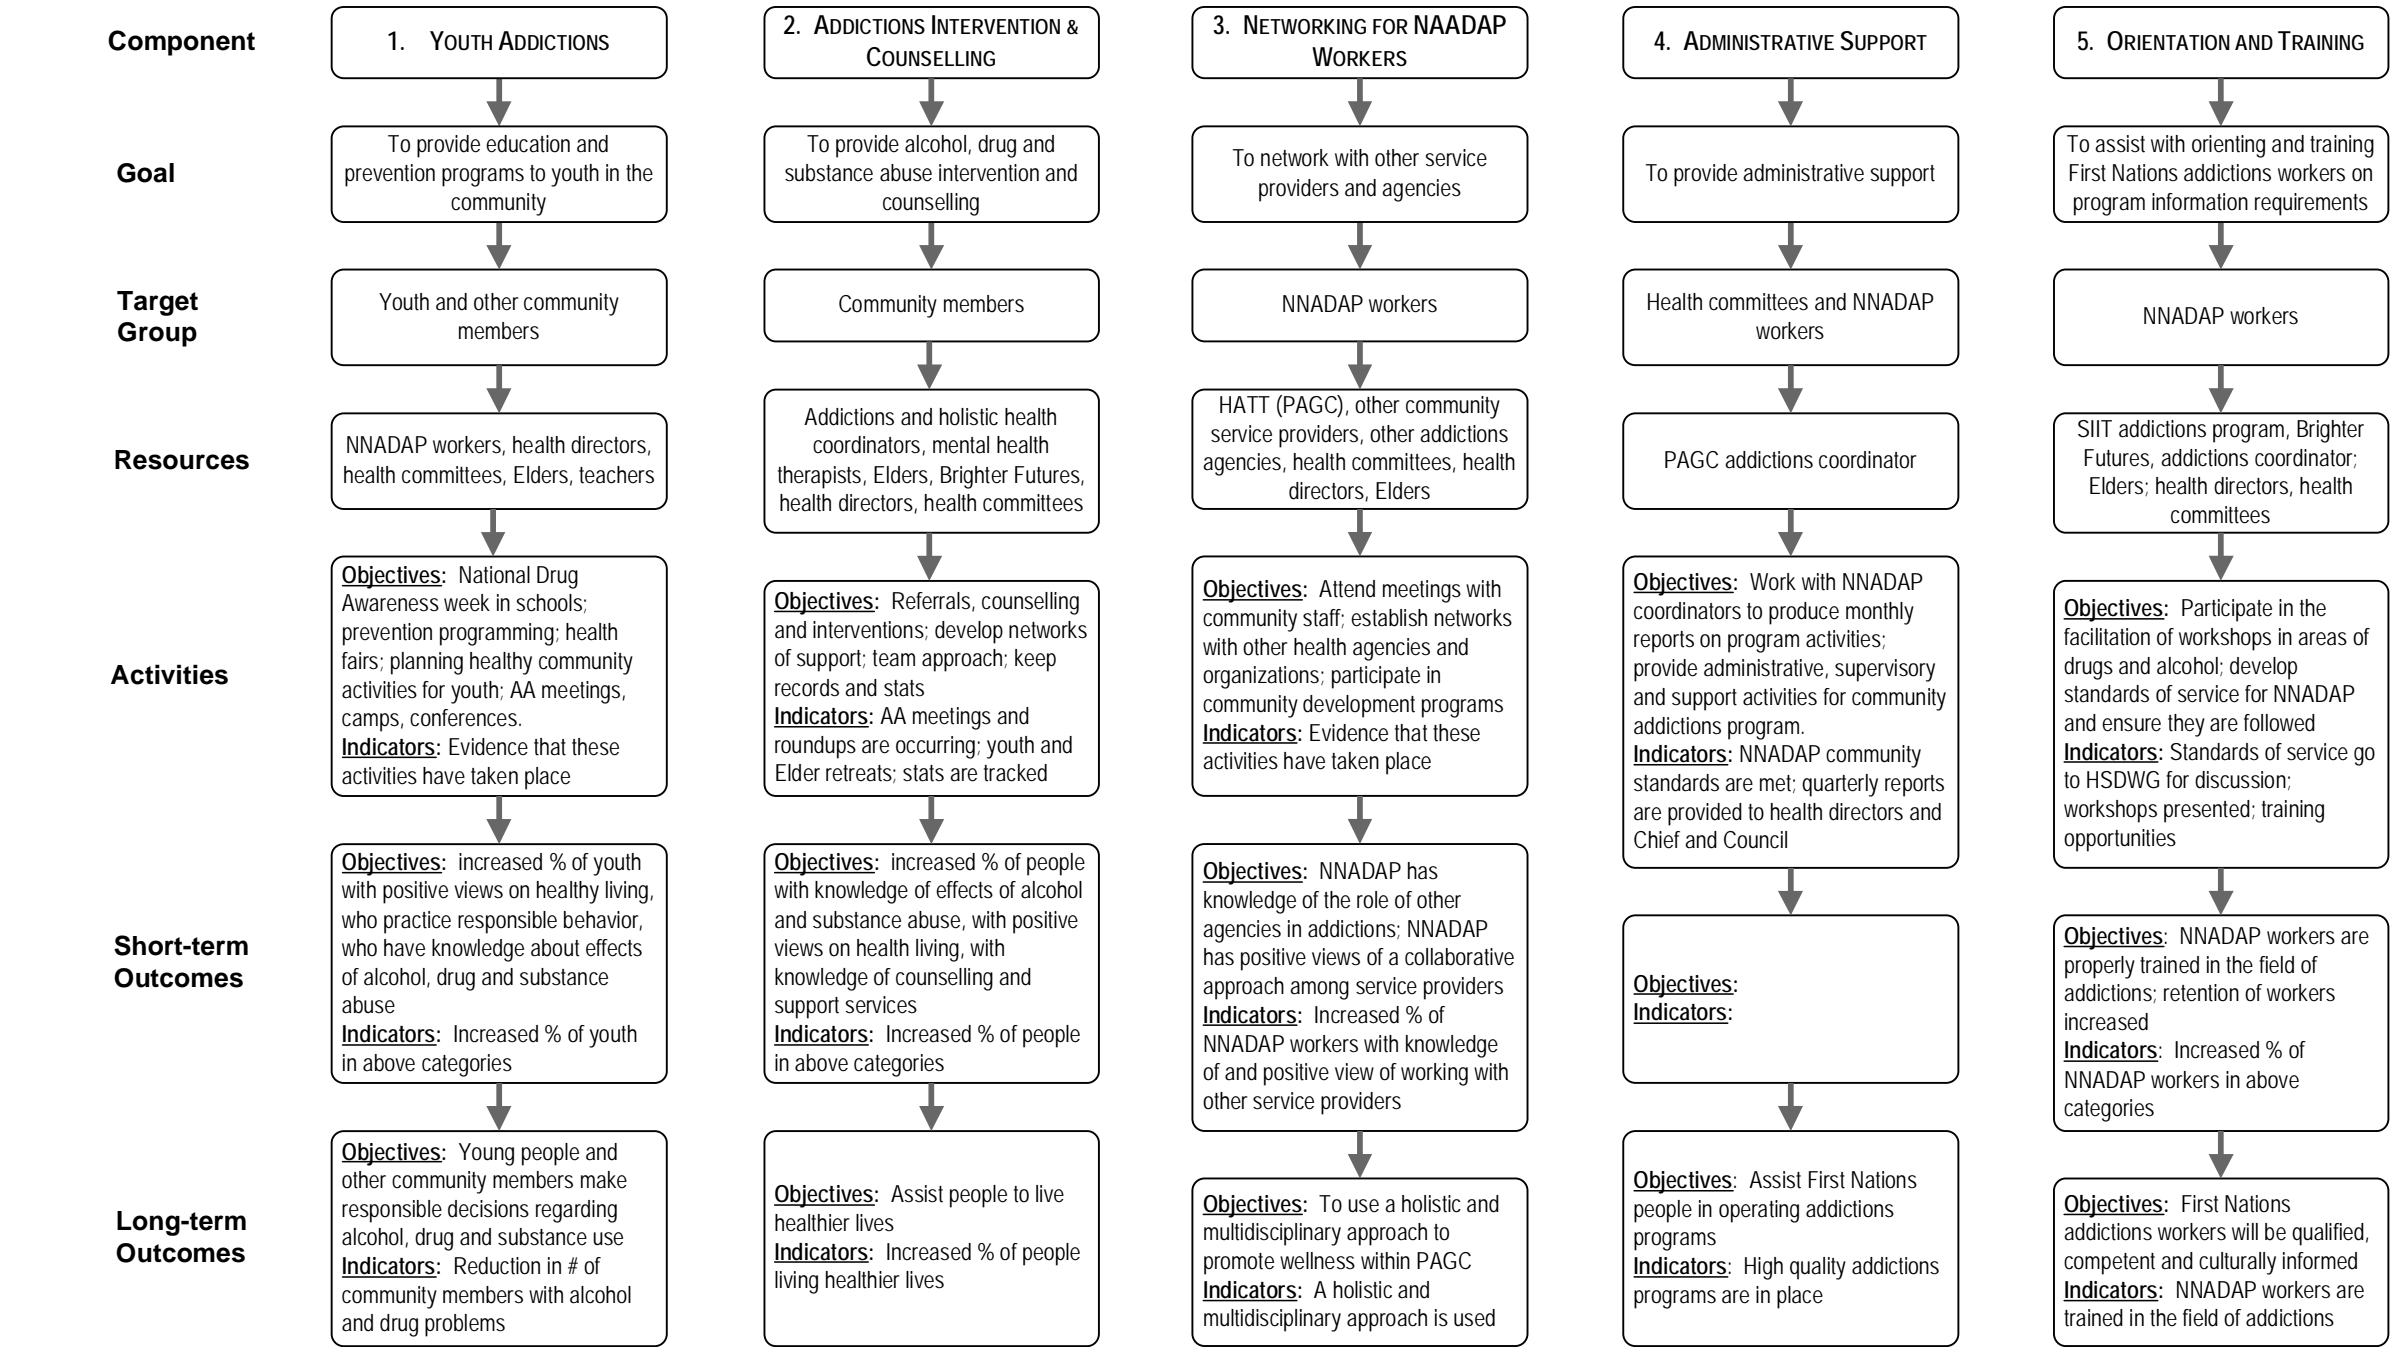 Component
1. YOUTH ADDICTIONS
2. ADDICTIONS INTERVENTION &
COUNSELLING
3. NETWORKING FOR NAADAP
WORKERS
4. ADMINISTRATIVE SUPPORT
5. ORIENTATION AND TRAINING
Goal
To provide education and
prevention programs to youth in the
community
To provide alcohol, drug and
substance abuse intervention and
counselling
To network with other service
providers and agencies
To provide administrative support
To assist with orienting and training
First Nations addictions workers on
program information requirements
Target
Group
Youth and other community
members
Community members
NNADAP workers
Health committees and NNADAP
workers
NNADAP workers
Resources
NNADAP workers, health directors,
health committees, Elders, teachers
Addictions and holistic health
coordinators, mental health
therapists, Elders, Brighter Futures,
health directors, health committees
HATT (PAGC), other community
service providers, other addictions
agencies, health committees, health
directors, Elders
PAGC addictions coordinator
SIIT addictions program, Brighter
Futures, addictions coordinator;
Elders; health directors, health
committees
Activities
Objectives: National Drug
Awareness week in schools;
prevention programming; health
fairs; planning healthy community
activities for youth; AA meetings,
camps, conferences.
Indicators: Evidence that these
activities have taken place
Objectives: Referrals, counselling
and interventions; develop networks
of support; team approach; keep
records and stats
Indicators: AA meetings and
roundups are occurring; youth and
Elder retreats; stats are tracked
Objectives: Attend meetings with
community staff; establish networks
with other health agencies and
organizations; participate in
community development programs
Indicators: Evidence that these
activities have taken place
Objectives: Work with NNADAP
coordinators to produce monthly
reports on program activities;
provide administrative, supervisory
and support activities for community
addictions program.
Indicators: NNADAP community
standards are met; quarterly reports
are provided to health directors and
Chief and Council
Objectives: Participate in the
facilitation of workshops in areas of
drugs and alcohol; develop
standards of service for NNADAP
and ensure they are followed
Indicators: Standards of service go
to HSDWG for discussion;
workshops presented; training
opportunities
Short-term
Outcomes
Objectives: increased % of youth
with positive views on healthy living,
who practice responsible behavior,
who have knowledge about effects
of alcohol, drug and substance
abuse
Indicators: Increased % of youth
in above categories
Objectives: increased % of people
with knowledge of effects of alcohol
and substance abuse, with positive
views on health living, with
knowledge of counselling and
support services
Indicators: Increased % of people
in above categories
Objectives: NNADAP has
knowledge of the role of other
agencies in addictions; NNADAP
has positive views of a collaborative
approach among service providers
Indicators: Increased % of
NNADAP workers with knowledge
of and positive view of working with
other service providers
Objectives:
Indicators:
Objectives: NNADAP workers are
properly trained in the field of
addictions; retention of workers
increased
Indicators: Increased % of
NNADAP workers in above
categories
Long-term
Outcomes
Objectives: Young people and
other community members make
responsible decisions regarding
alcohol, drug and substance use
Indicators: Reduction in # of
community members with alcohol
and drug problems
Objectives: Assist people to live
healthier lives
Indicators: Increased % of people
living healthier lives
Objectives: To use a holistic and
multidisciplinary approach to
promote wellness within PAGC
Indicators: A holistic and
multidisciplinary approach is used
Objectives: Assist First Nations
people in operating addictions
programs
Indicators: High quality addictions
programs are in place
Objectives: First Nations
addictions workers will be qualified,
competent and culturally informed
Indicators: NNADAP workers are
trained in the field of addictions